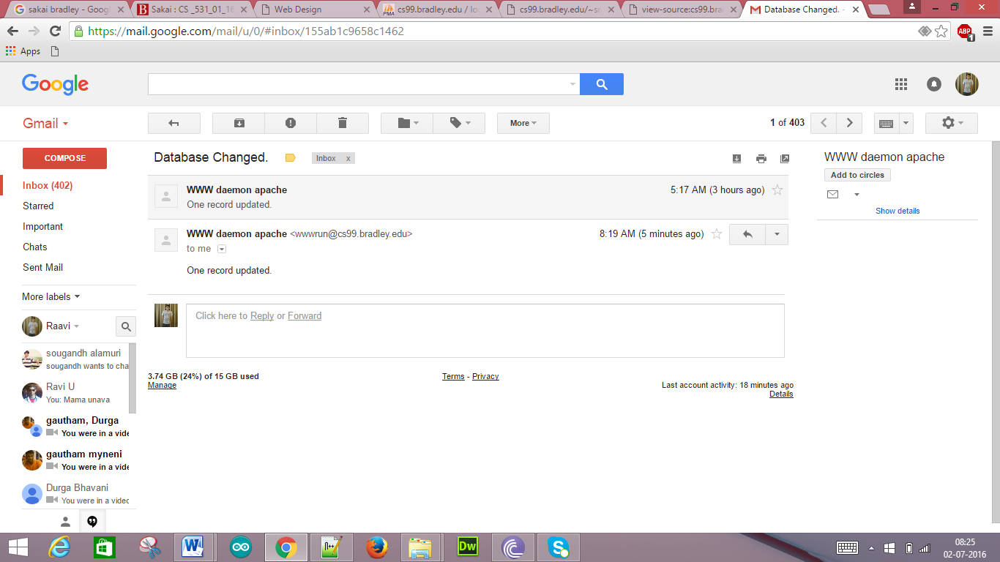 sakai bradley - Goog
Sakai : CS _531_01_16
Web Design
cs99.bradley.edu / lo
cs99.bradley.edu/~sr
view-source:cs99.bra
Database Changed. -
https://mail.google.com/mail/u/0/#inbox/155ab1c9658c1462
ABP
1
Apps
Google
Gmail
More
1 of 403
COMPOSE
Inbox (402)
Starred
Important
Chats
Sent Mail
More labels
Raavi
sougandh alamuri
sougandh wants to cha
Ravi U
You: Mama unava
gautham, Durga
You were in a vide
gautham myneni
You were in a vide
Durga Bhavani
You were in a videc
Database Changed.
Inbox x
WWW daemon apache
5:17 AM (3 hours ago)
One record updated.
WWW daemon apache <wwwrun@cs99.bradley.edu>
8:19 AM (5 minutes ago)
to me
One record updated.
Click here to Reply or Forward
3.74 GB (24%) of 15 GB used
Manage
Terms - Privacy
Last account activity: 18 minutes ago
Details
WWW daemon apache
Add to circles
Show details
Dw
08:25
02-07-2016